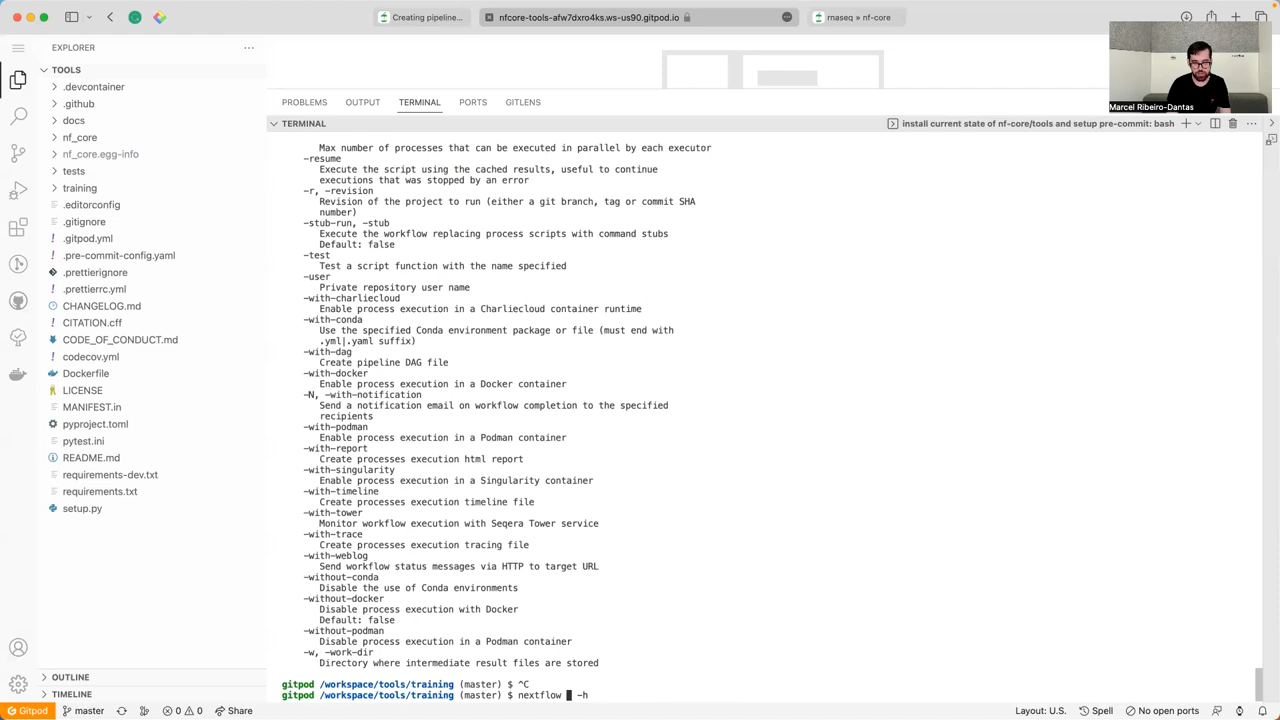 Creating pipeline...
nfcore-tools-afw7dxro4ks.ws-us90.gitpod.io
rnaseq » nf-core
EXPLORER
TOOLS
.devcontainer
.github
docs
nf_core
nf_core.egg-info
tests
training
.editorconfig
.gitignore
.gitpod.yml
.pre-commit-config.yaml
.prettierignore
.prettierrc.yml
CHANGELOG.md
CITATION.cff
CODE_OF_CONDUCT.md
codecov.yml
Dockerfile
LICENSE
MANIFEST.in
pyproject.toml
pytest.ini
README.md
requirements-dev.txt
requirements.txt
setup.py
OUTLINE
TIMELINE
Marcel Ribeiro-Dantas
PROBLEMS OUTPUT TERMINAL PORTS GITLENS
TERMINAL
install current state of nf-core/tools and setup pre-commit: bash
Max number of processes that can be executed in parallel by each executor
-resume
Execute the script using the cached results, useful to continue
executions that was stopped by an error
-r, -revision
Revision of the project to run (either a git branch, tag or commit SHA
number)
-stub-run, -stub
Execute the workflow replacing process scripts with command stubs
Default: false
-test
Test a script function with the name specified
-user
Private repository user name
-with-charliecloud
Enable process execution in a Charliecloud container runtime
-with-conda
Use the specified Conda environment package or file (must end with
.yml|.yaml suffix)
-with-dag
Create pipeline DAG file
-with-docker
Enable process execution in a Docker container
-N, -with-notification
Send a notification email on workflow completion to the specified
recipients
-with-podman
Enable process execution in a Podman container
-with-report
Create processes execution html report
-with-singularity
Enable process execution in a Singularity container
-with-timeline
Create processes execution timeline file
-with-tower
Monitor workflow execution with Seqera Tower service
-with-trace
Create processes execution tracing file
-with-weblog
Send workflow status messages via HTTP to target URL
-without-conda
Disable the use of Conda environments
-without-docker
Disable process execution with Docker
Default: false
-without-podman
Disable process execution in a Podman container
-w, -work-dir
Directory where intermediate result files are stored
gitpod /workspace/tools/training (master) $ ^C
gitpod /workspace/tools/training (master) $ nextflow -h
Gitpod master 0 0 Share Layout: U.S. Spell No open ports